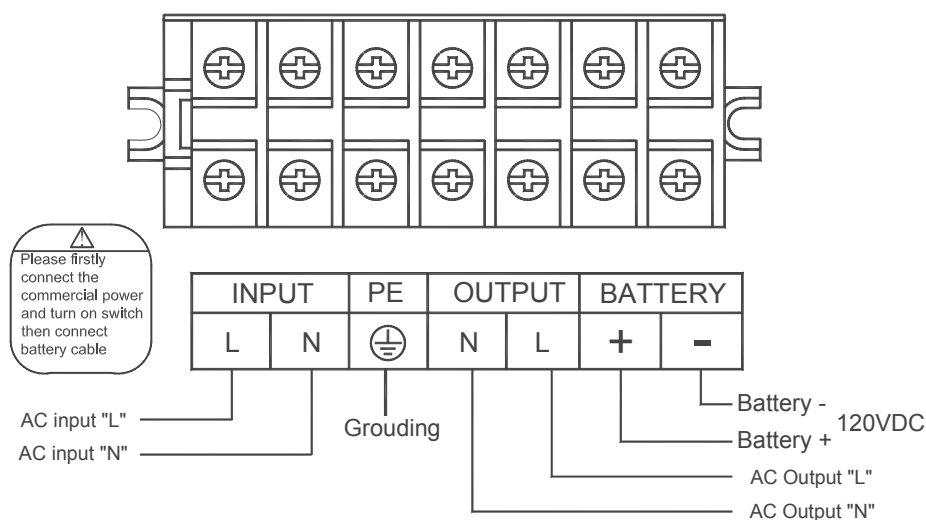 Please firstly
connect the
commercial power
and turn on switch
then connect
battery cable
INPUT PE OUTPUT BATTERY
L N N L + -
AC input "L"
AC input "N"
Grouding
Battery -
Battery +
120VDC
AC Output "L"
AC Output "N"